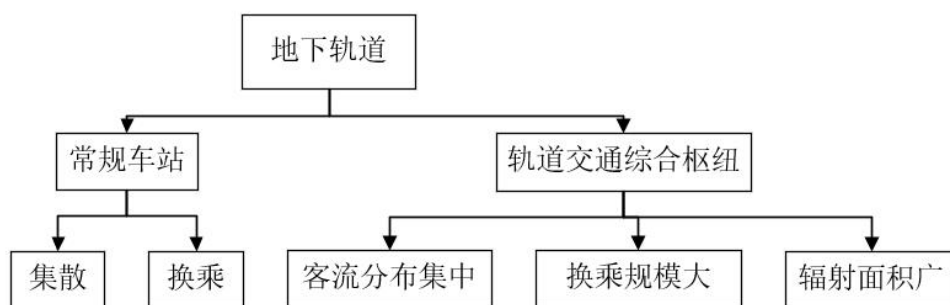 地下轨道
常规车站
轨道交通综合枢纽
集散
换乘
客流分布集中
换乘规模大
辐射面积广